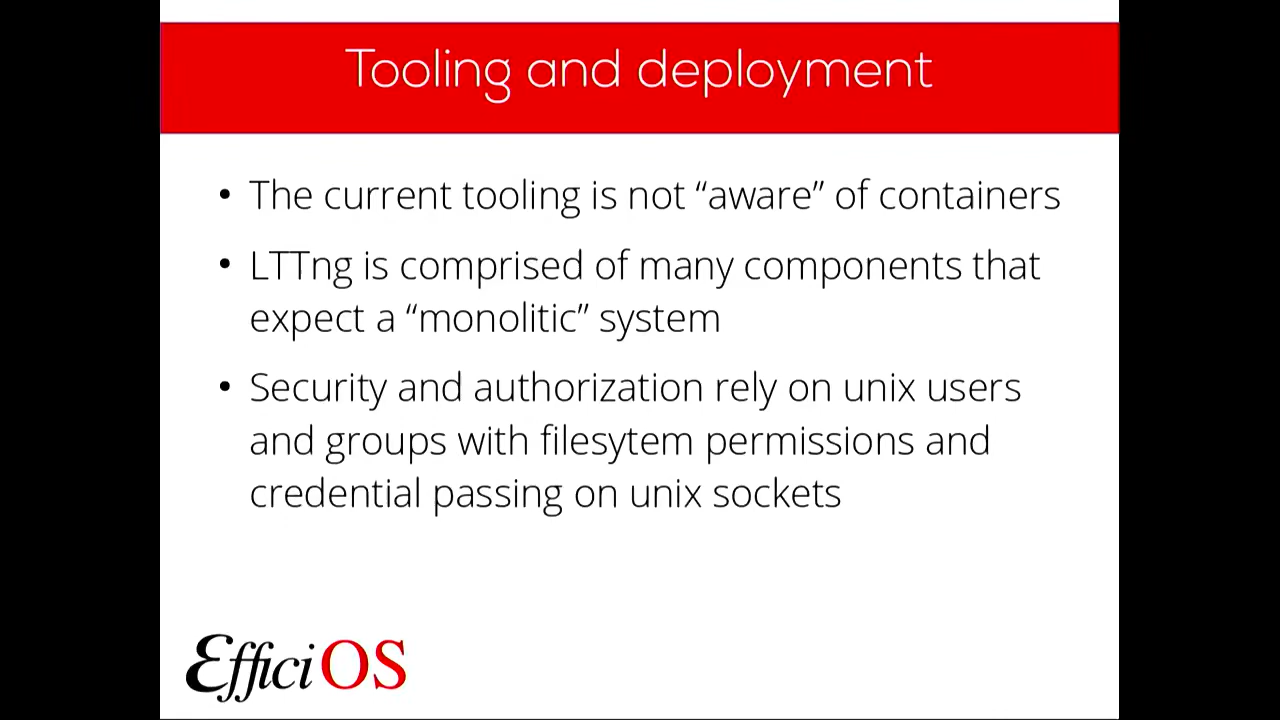 Tooling and deployment
• The current tooling is not “aware” of containers
• LTTng is comprised of many components that
expect a “monolitic” system
• Security and authorization rely on unix users
and groups with filesytem permissions and
credential passing on unix sockets
EfficiOS